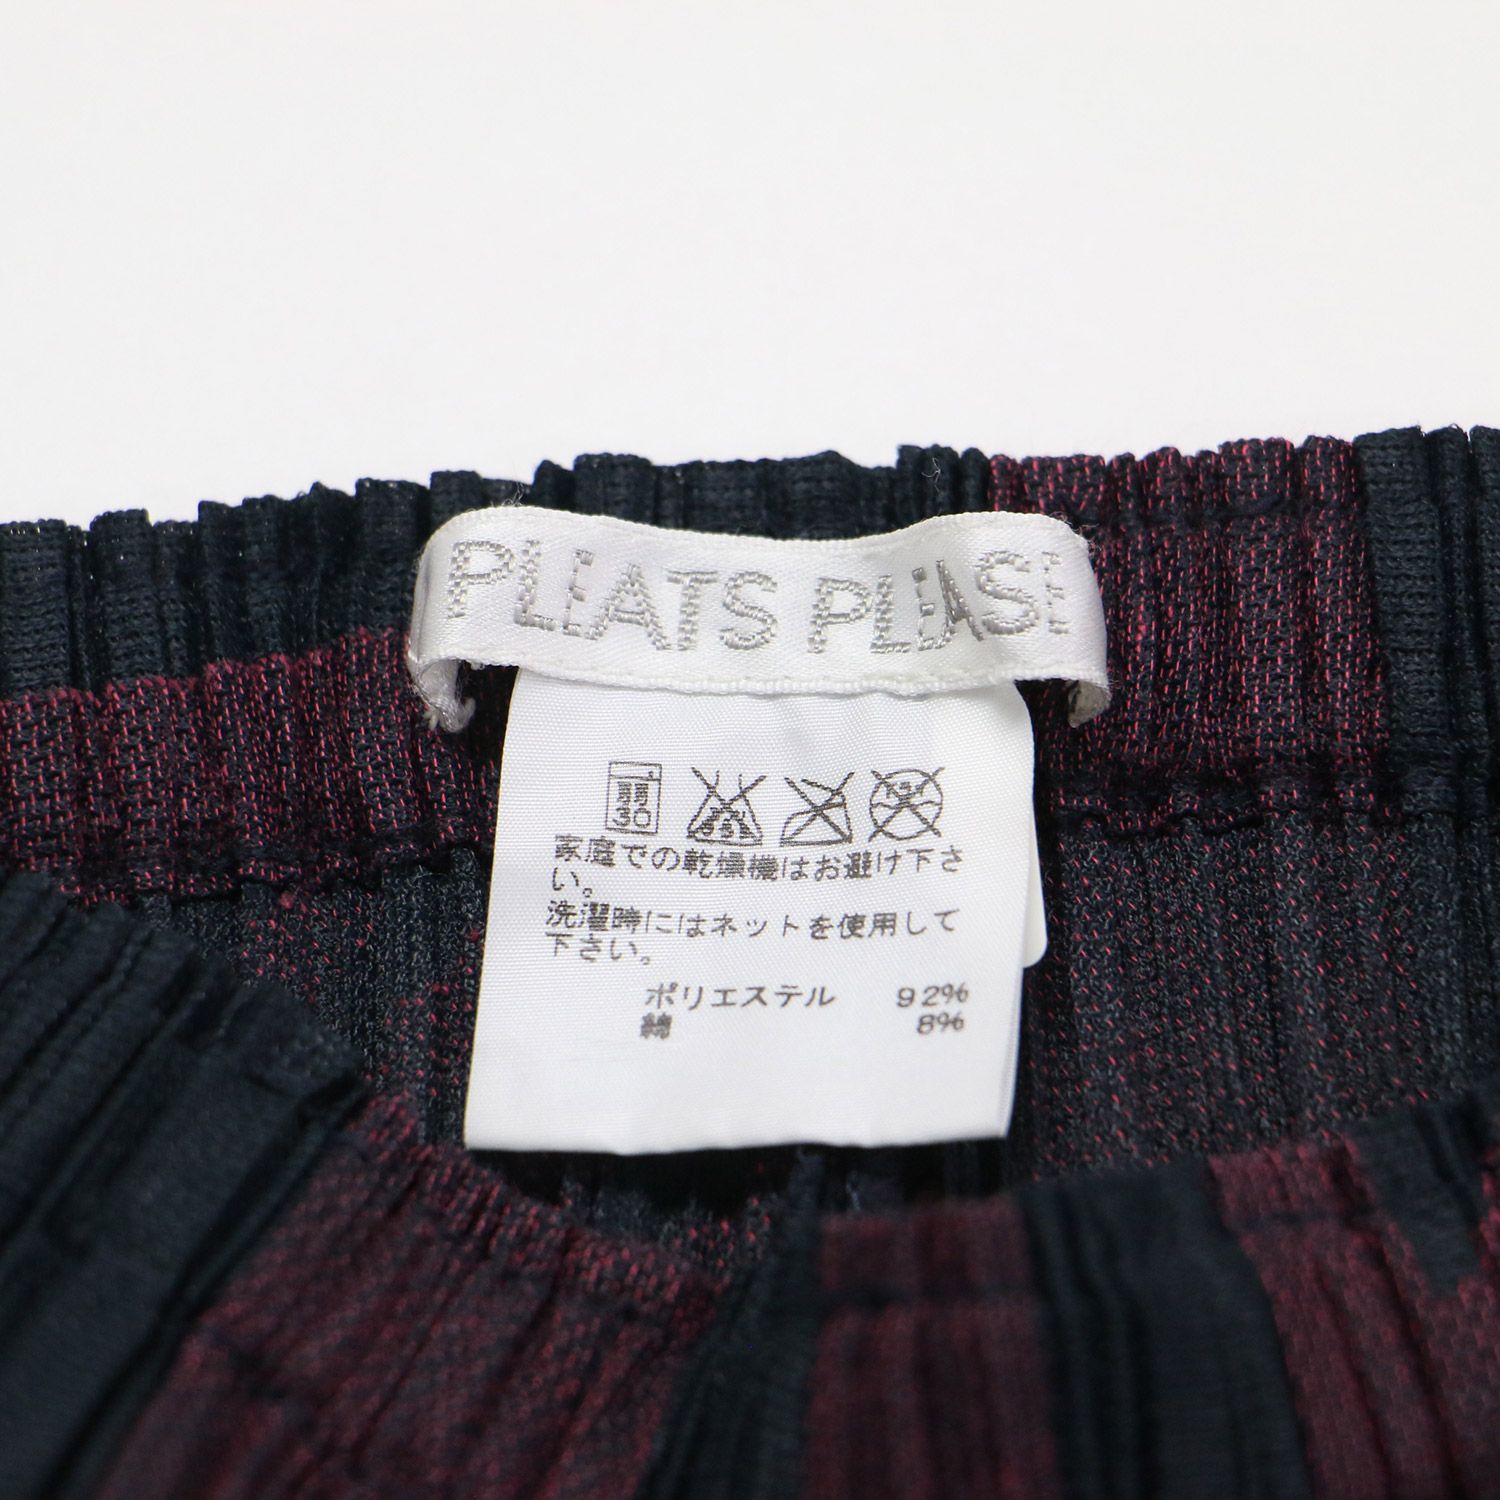 PLEATS PLEASE
弱
30
家庭での乾燥機はお避け下さ
い。
洗濯時にはネットを使用して
下さい。
ポリエステル 92%
綿 8%